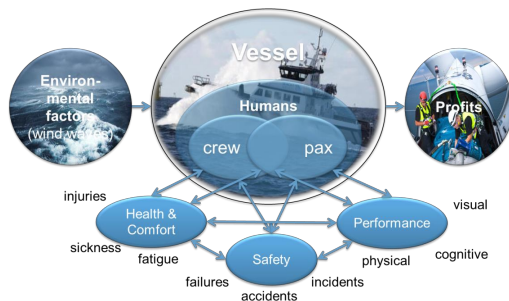 Vessel
Environ-
mental
factors
(wind waves)
Humans
Profits
crew
pax
injuries
Health &
Comfort
Performance
visual
sickness
fatigue
Safety
physical
cognitive
failures
incidents
accidents